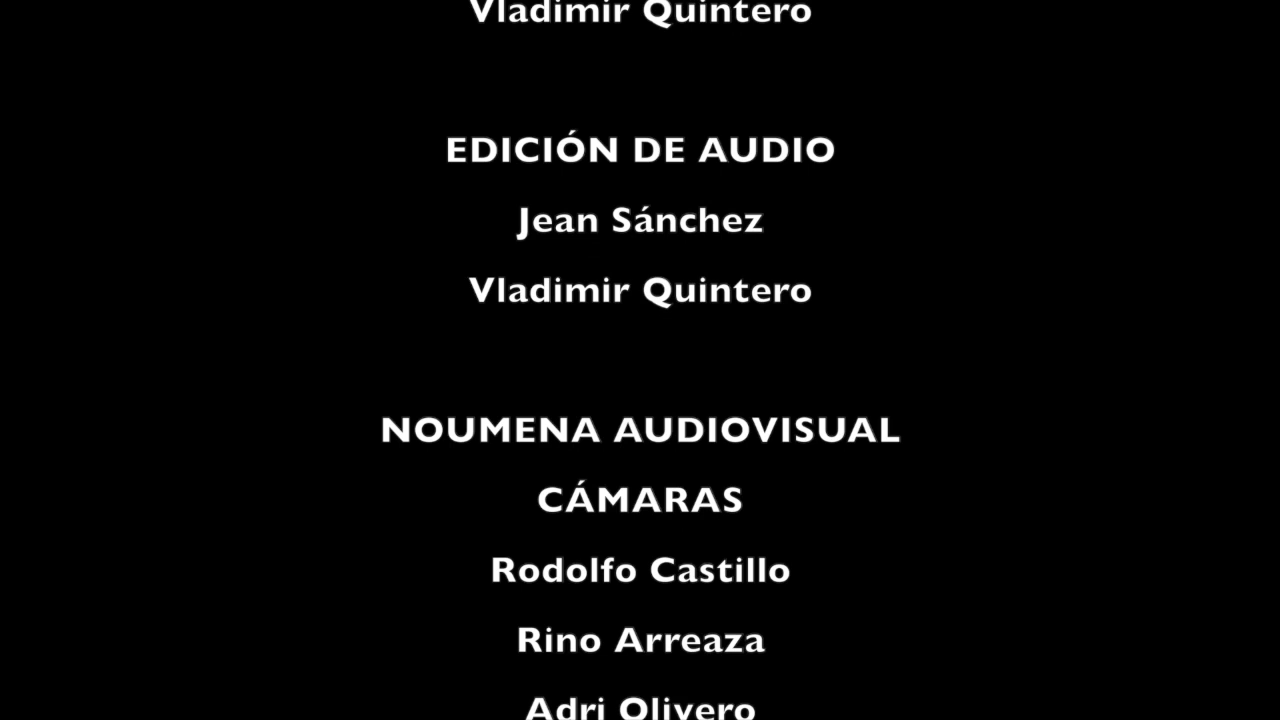 Vladimir Quintero
EDICIÓN DE AUDIO
Jean Sánchez
Vladimir Quintero
NOUMENA AUDIOVISUAL
CÁMARAS
Rodolfo Castillo
Rino Arreaza
Adri Olivero